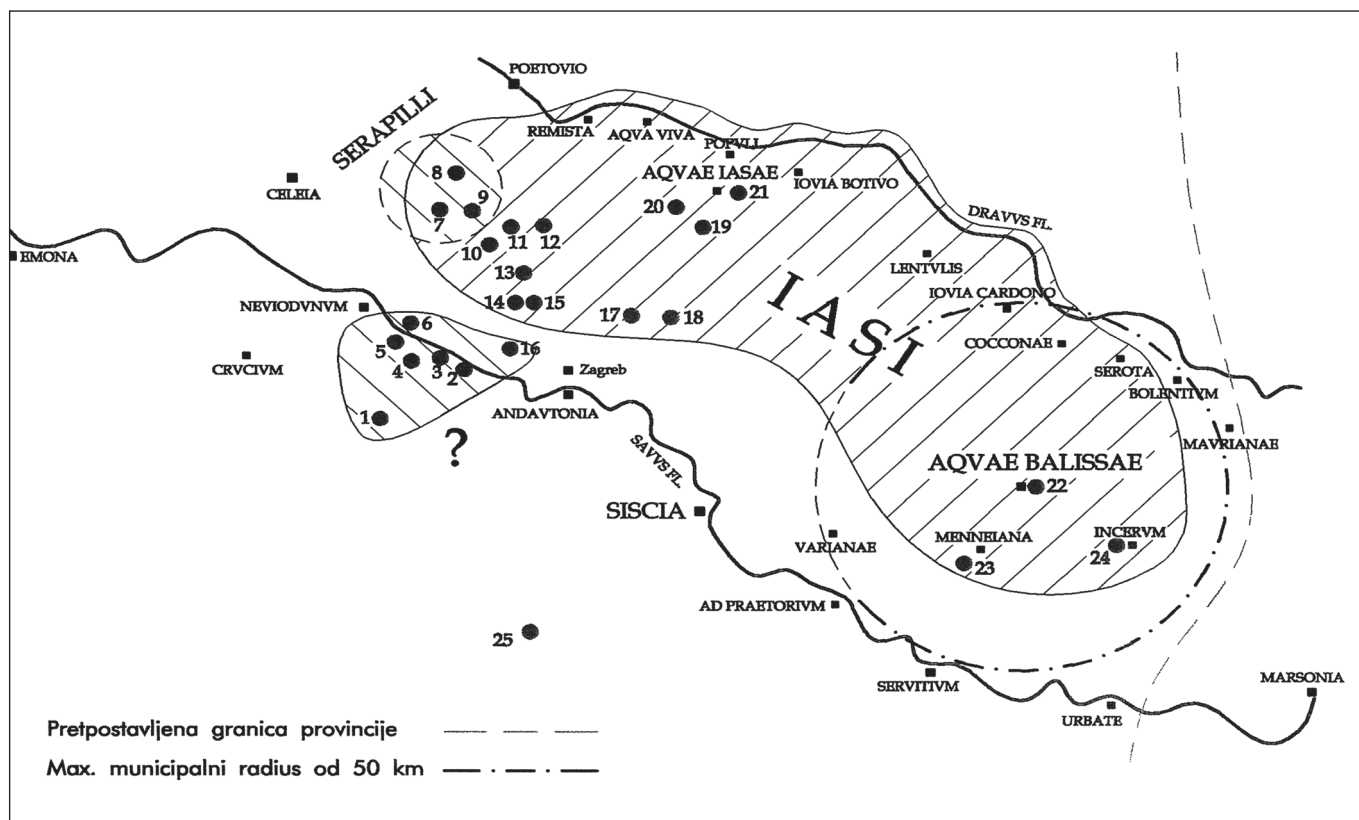 POETOVIO
SERAPILLI
REMISTA
AQVA VIVA
POPVLI
CELEIA
8
AQVAE IASAE
IOVIA BOTIVO
7
9
20
21
19
DRAVVS FL.
10
11
12
EMONA
13
LENTVLIS
NEVIODVNVM
14
15
17
18
IASI
IOVIA CARDONO
6
5
16
COCCONAE
CRVCIVM
4
3
2
Zagreb
SEROTA
BOLENTIVM
ANDAVTONIA
1
?
MAVRIANAE
SAVVS FL.
AQVAE BALISSAE
22
SISCIA
VARIANAE
MENNEIANA
INCERVM
23
24
AD PRAETORIVM
25
SERVITIVM
MARSONIA
URBATE
Pretpostavljena granica provincije
Max. municipalni radius od 50 km